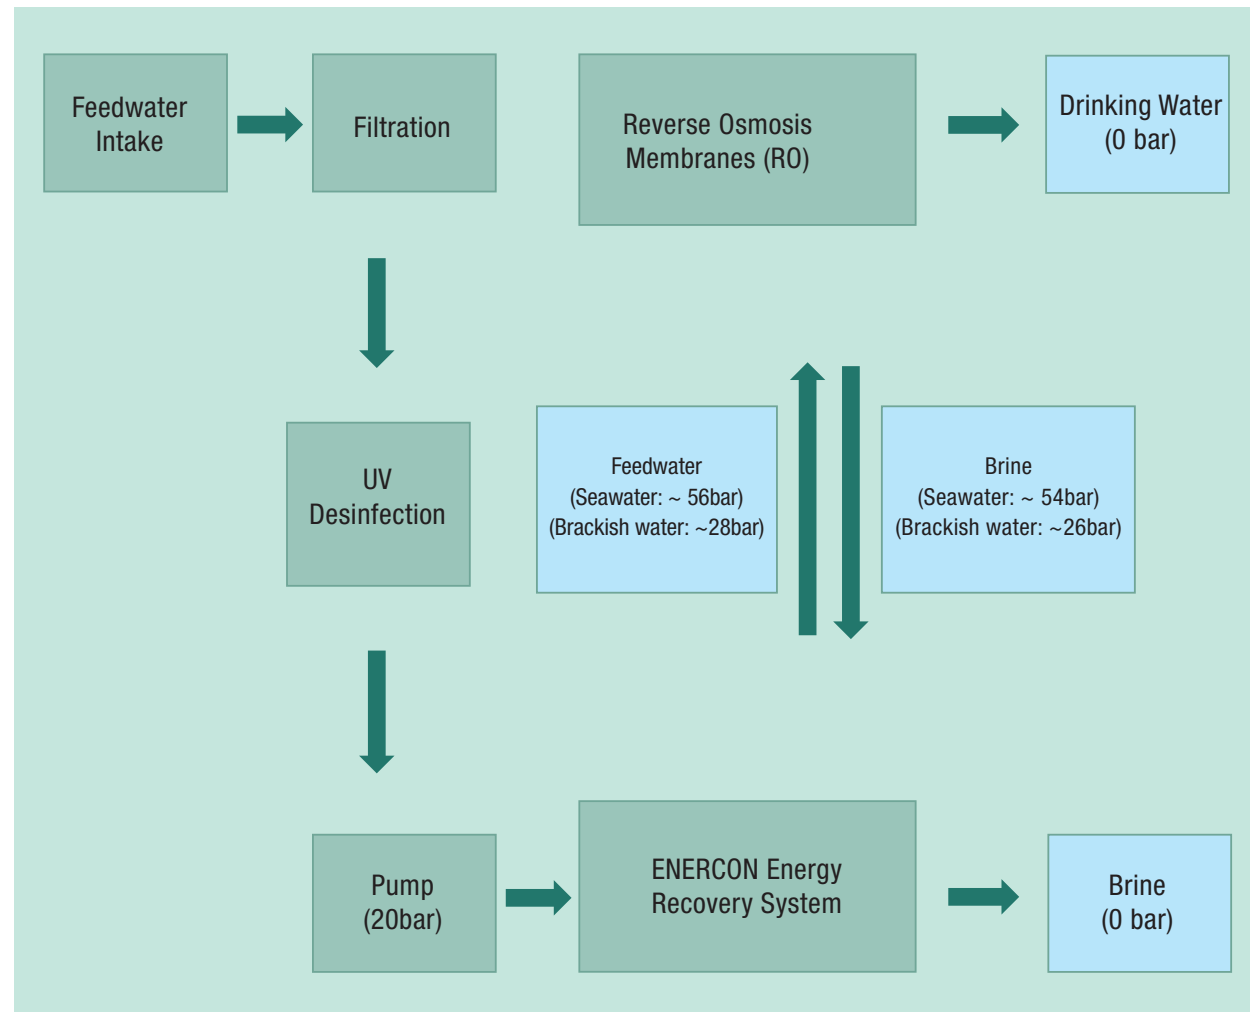 Feedwater
Intake
Filtration
Reverse Osmosis
Membranes (RO)
Drinking Water
(0 bar)
UV
Desinfection
Feedwater
(Seawater: ~ 56bar)
(Brackish water: ~28bar)
Brine
(Seawater: ~ 54bar)
(Brackish water: ~26bar)
Pump
(20bar)
ENERCON Energy
Recovery System
Brine
(0 bar)